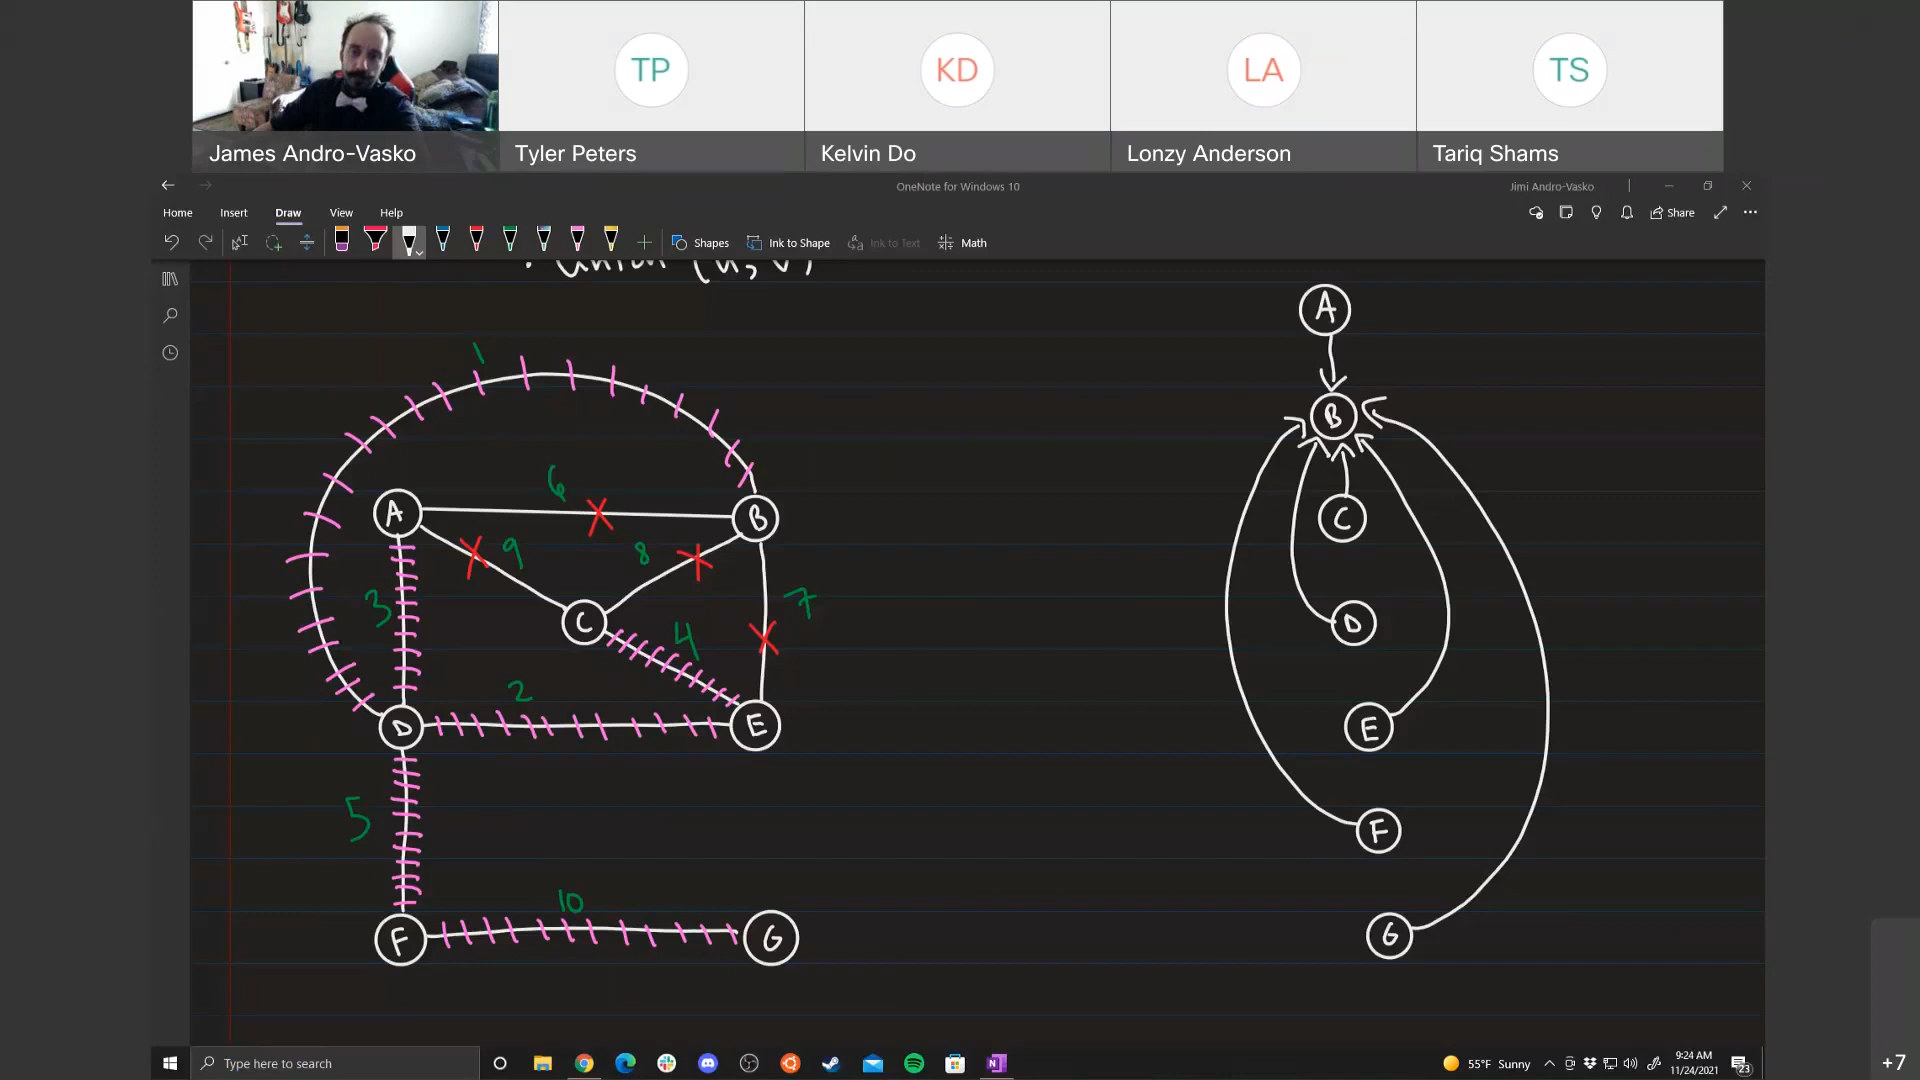 TP
KD
LA
TS
James Andro-Vasko
Tyler Peters
Kelvin Do
Lonzy Anderson
Tariq Shams
OneNote for Windows 10
Jimi Andro-Vasko
Home Insert Draw View Help
Share
Shapes
Ink to Shape
Ink to Text
Math
· Union (u, v)
A
1
B
6
A
B
9
8
C
C
7
3
4
D
2
D
E
E
5
F
10
F
G
G
Type here to search
55°F Sunny
9:24 AM
11/24/2021
23
+7